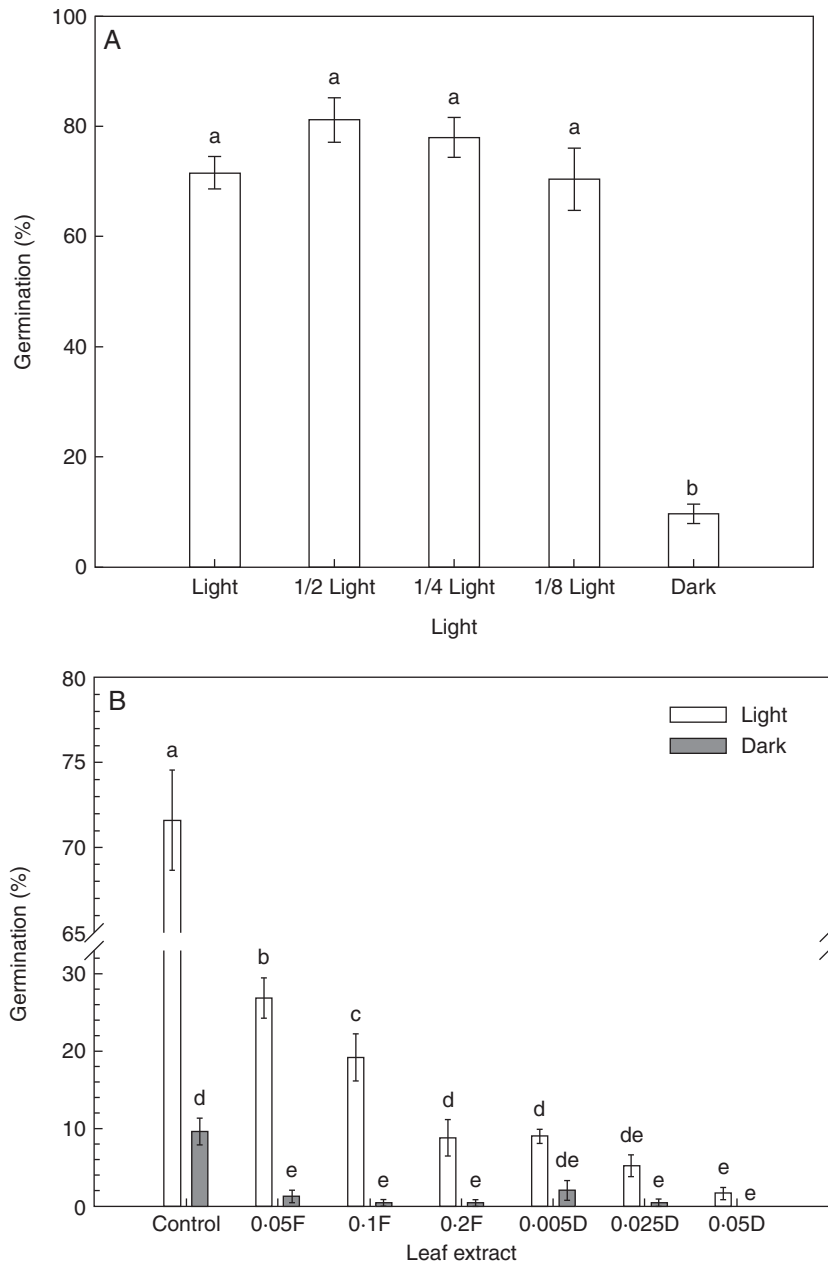 A
100
80
60
40
20
0
Germination (%)
a
a
a
a
b
Light
1/2 Light
1/4 Light
1/8 Light
Dark
Light
B
80
75
70
65
30
20
10
0
Germination (%)
Light
Dark
a
d
b
e
c
e
d
e
d
de
de
e
e
e
Control
0·05F
0·1F
0·2F
0·005D
0·025D
0·05D
Leaf extract